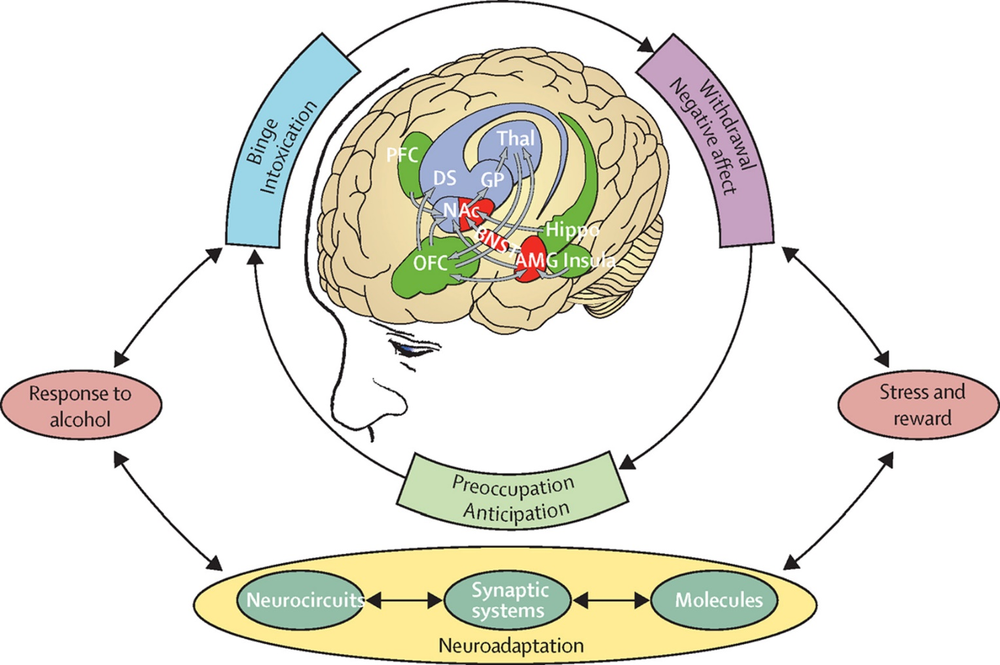 Binge
Intoxication
Withdrawal
Negative affect
PFC
Thal
DS
GP
NAc
BNST
Hippo
OFC
AMG
Insula
Response to
alcohol
Stress and
reward
Preoccupation
Anticipation
Neurocircuits
Synaptic
systems
Molecules
Neuroadaptation